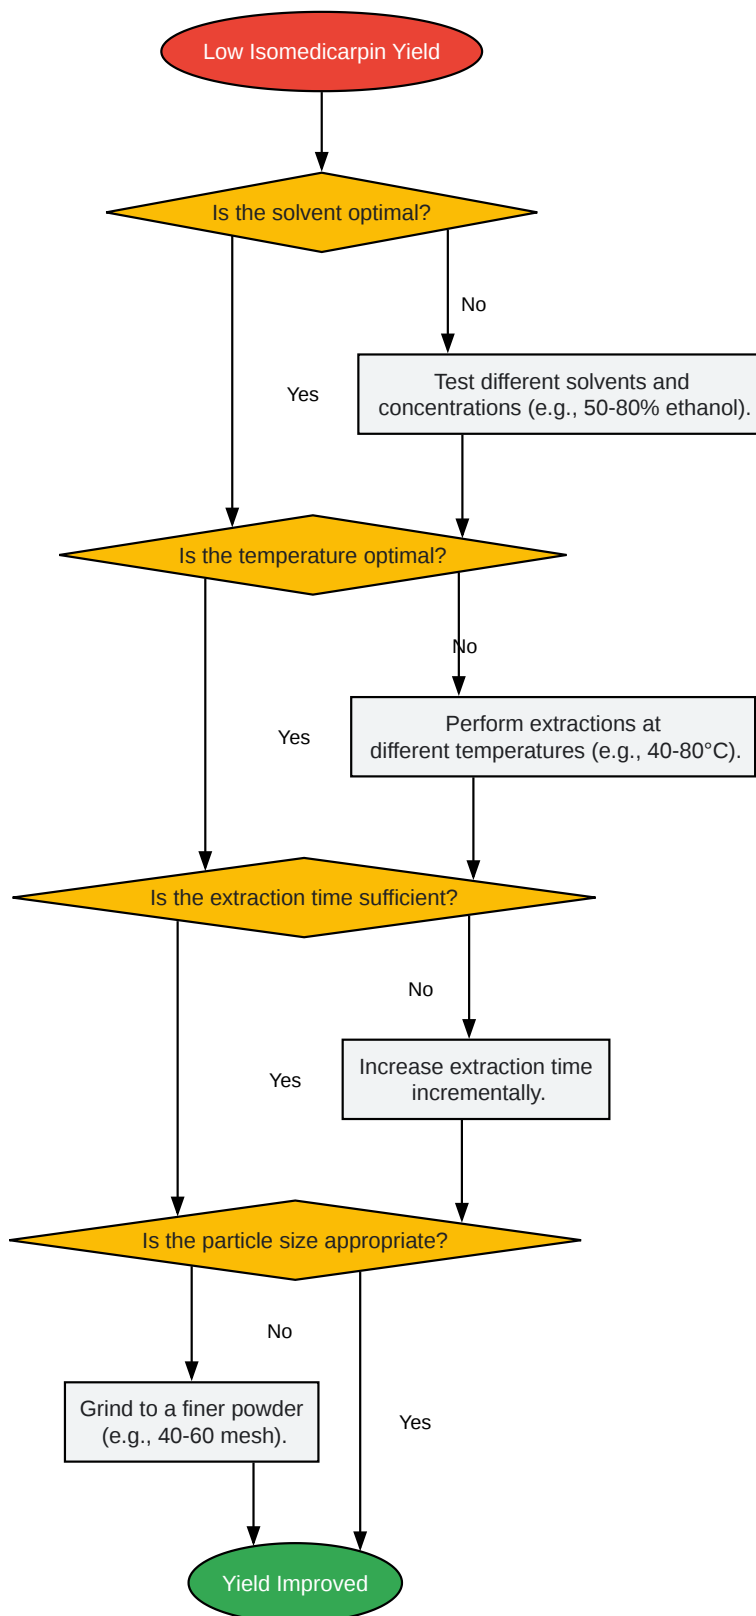 Low Isomedicarpin Yield
Is the solvent optimal?
No
Test different solvents and
concentrations (e.g., 50-80% ethanol).
Yes
Is the temperature optimal?
No
Perform extractions at
different temperatures (e.g., 40-80°C).
Yes
Is the extraction time sufficient?
No
Increase extraction time
incrementally.
Yes
Is the particle size appropriate?
No
Grind to a finer powder
(e.g., 40-60 mesh).
Yes
Yield Improved